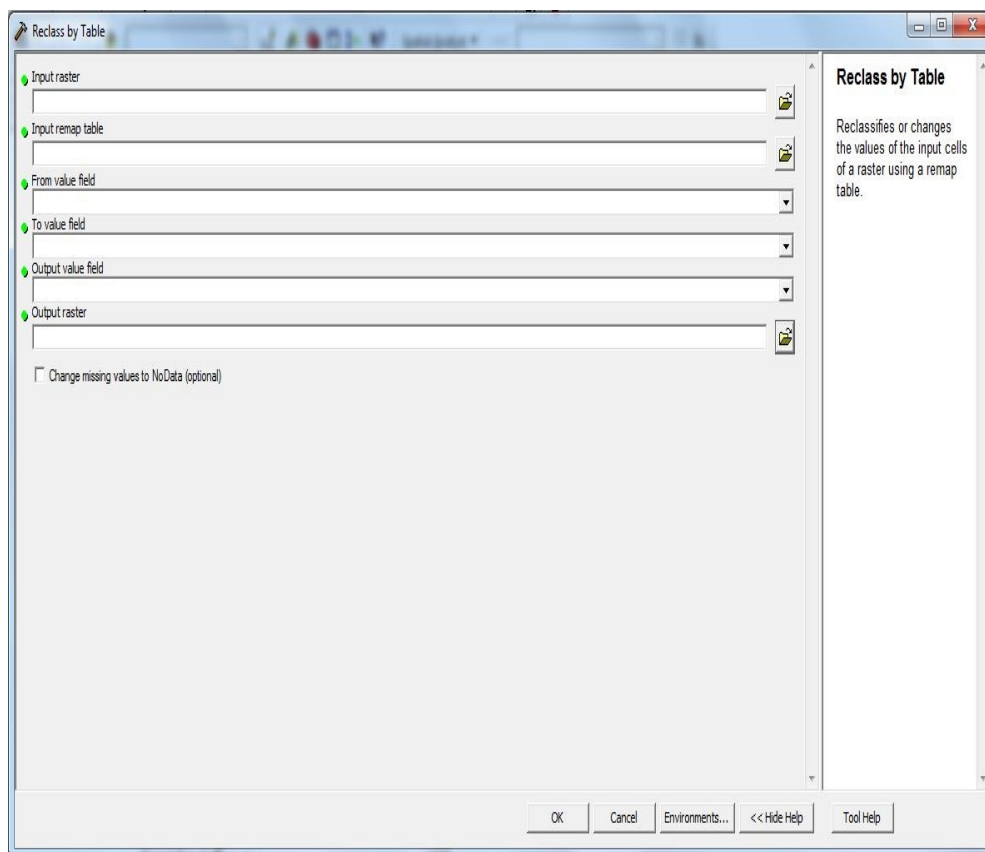 Reclass by Table
Input raster
Input remap table
From value field
To value field
Output value field
Output raster
Change missing values to NoData (optional)
Reclass by Table
Reclassifies or changes
the values of the input cells
of a raster using a remap
table.
OK
Cancel
Environments...
<< Hide Help
Tool Help